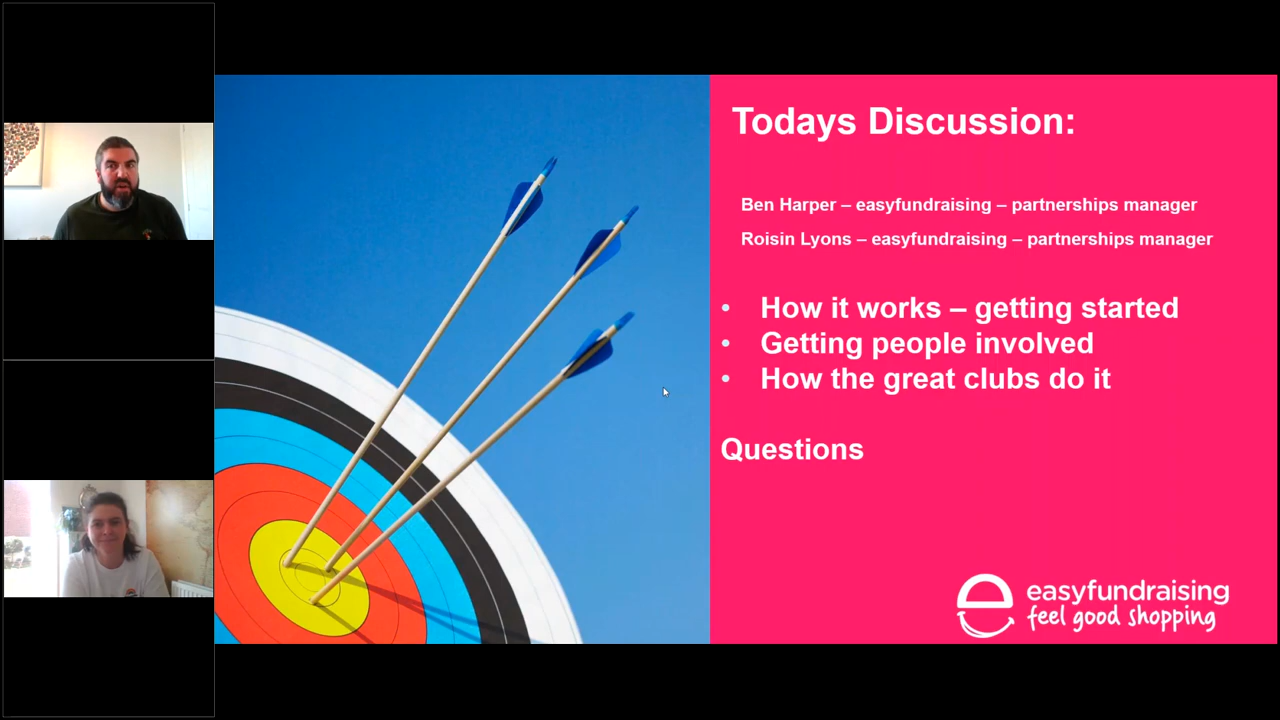 Todays Discussion:
Ben Harper – easyfundraising – partnerships manager
Roisin Lyons – easyfundraising – partnerships manager
• How it works – getting started
• Getting people involved
• How the great clubs do it
Questions
easyfundraising
feel good shopping